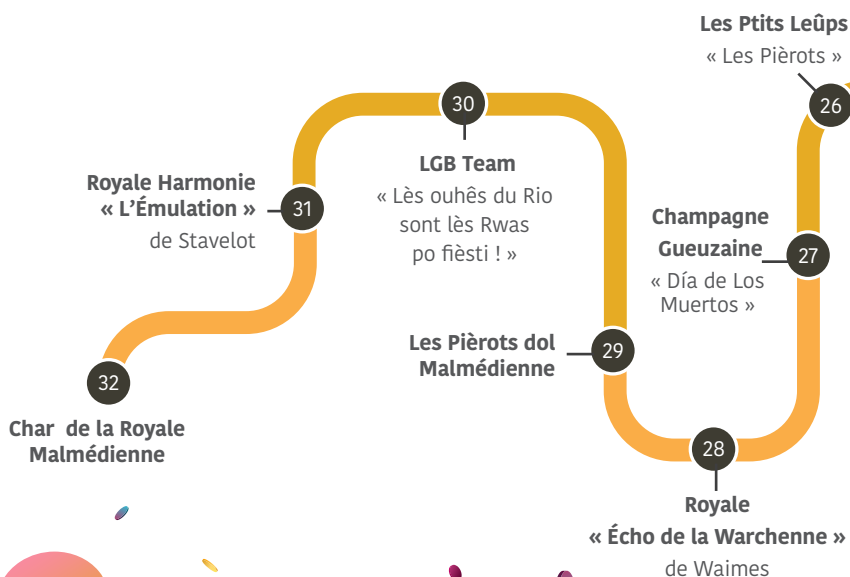 Les Ptits Leûps
« Les Pièrots »
26
30
LGB Team
« Lès ouhês du Rio
sont lès Rwas
po fièsti ! »
Royale Harmonie
« L’Émulation »
de Stavelot
31
Champagne
Gueuzaine
« Día de Los
Muertos »
27
Les Pièrots dol
Malmédienne
29
32
Char de la Royale
Malmédienne
28
Royale
« Écho de la Warchenne »
de Waimes